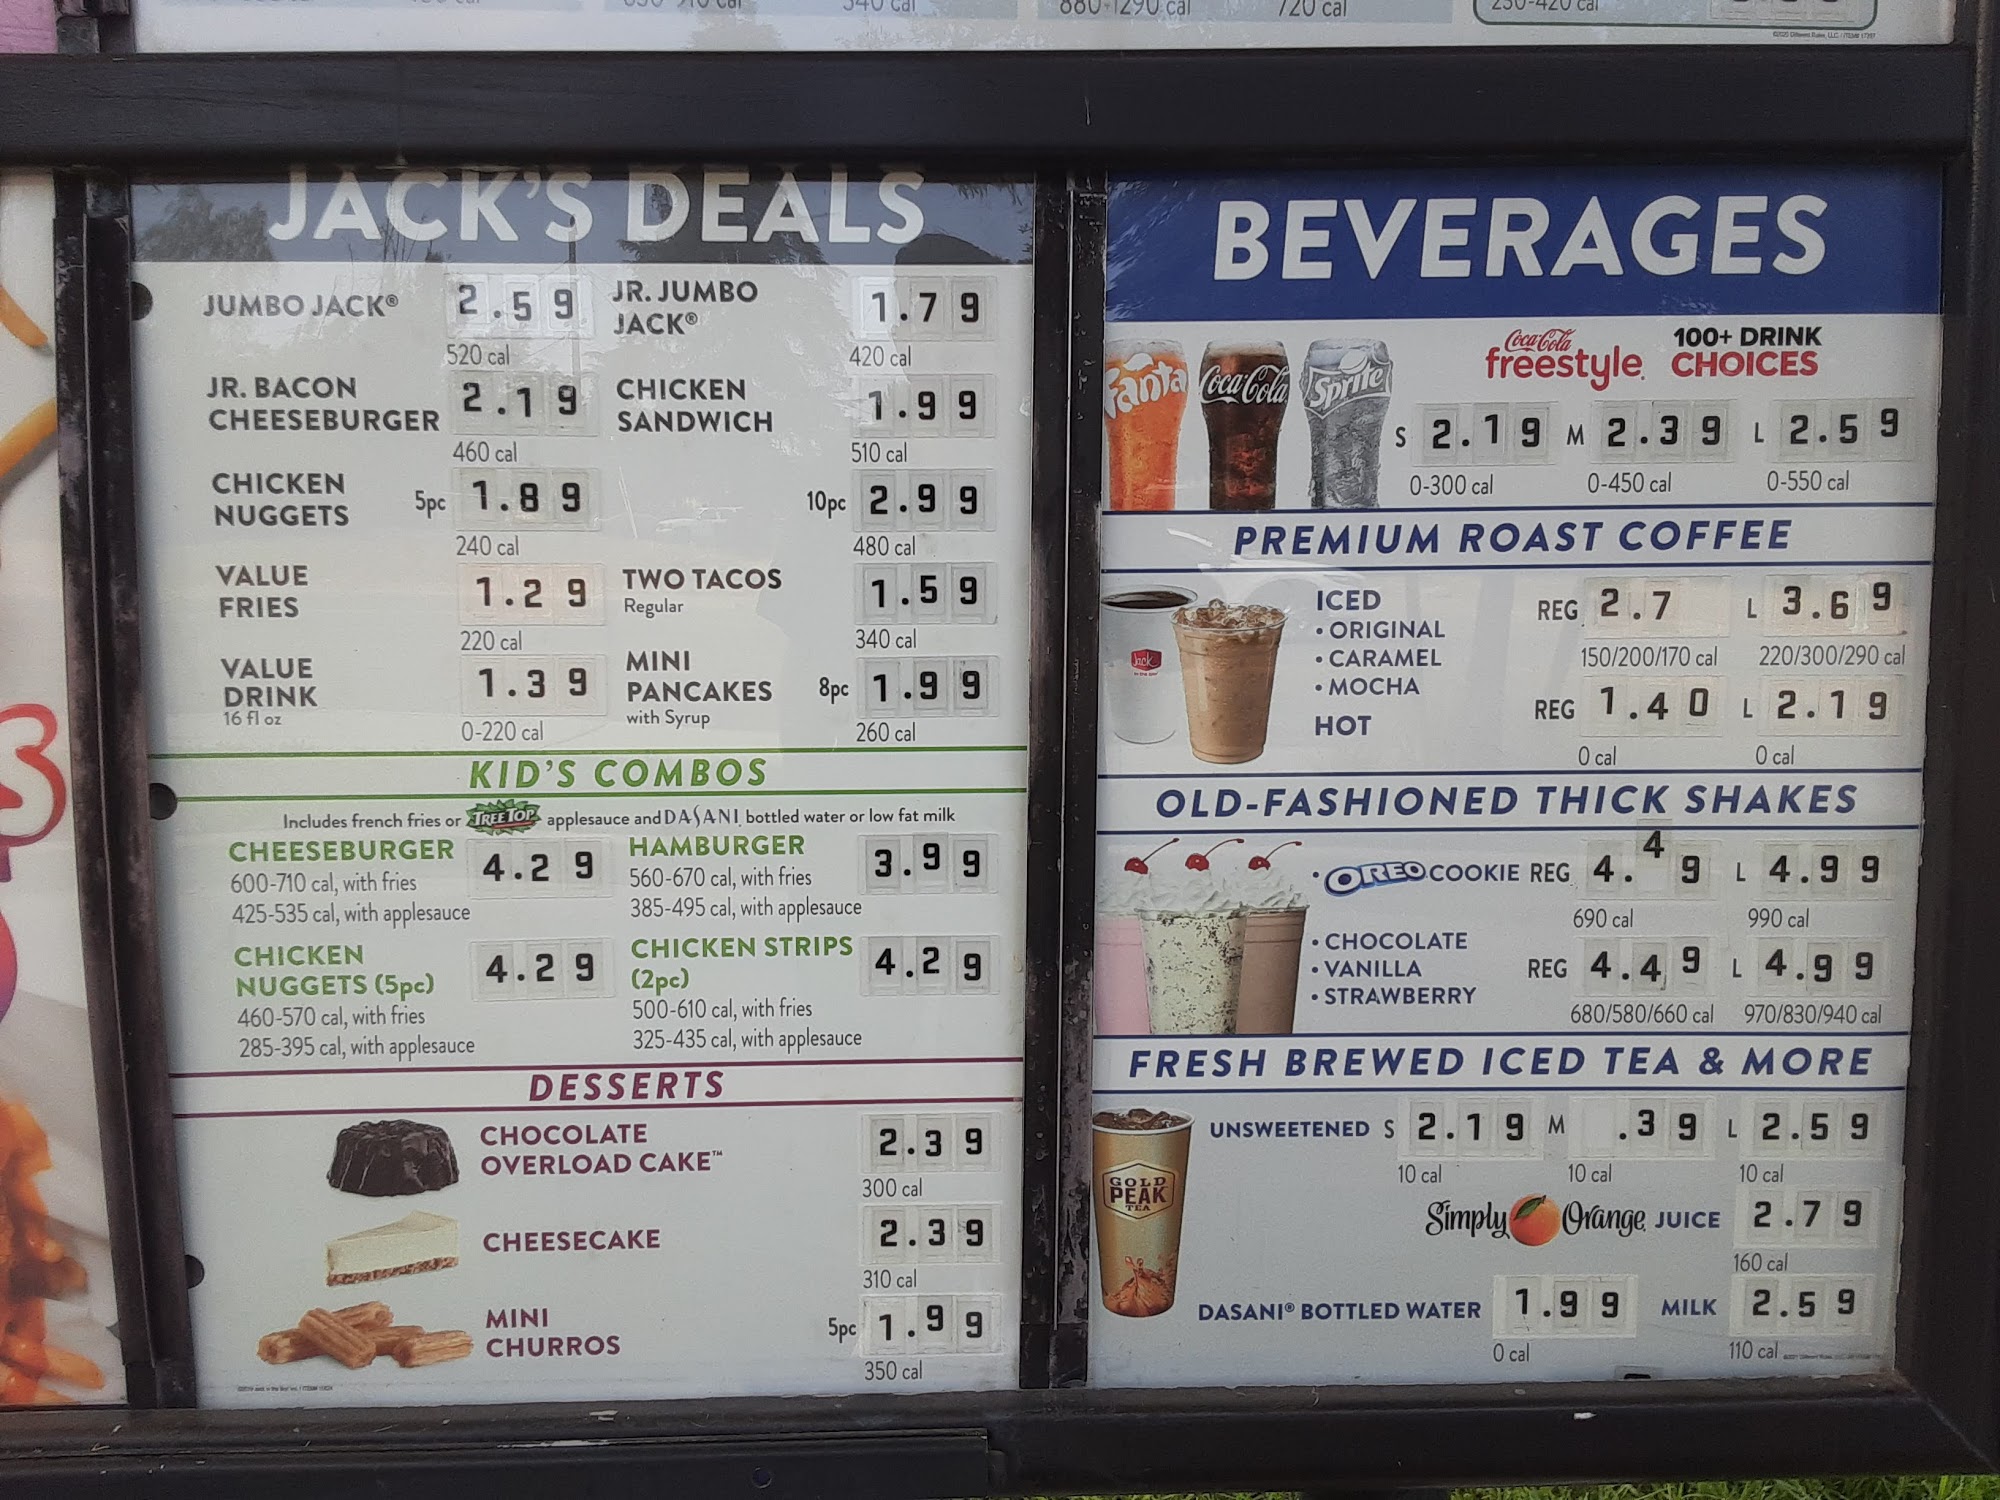 720 cal
JACK'S DEALS
JUMBO JACK® 2.59
520 cal
JR. JUMBO
JACK® 1.79
420 cal
JR. BACON
CHEESEBURGER 2.19
460 cal
CHICKEN
SANDWICH 1.99
510 cal
CHICKEN
NUGGETS 5pc 1.89
240 cal
10pc 2.99
480 cal
VALUE
FRIES 1.29
220 cal
TWO TACOS
Regular 1.59
340 cal
VALUE
DRINK 1.39
16 fl oz
0-220 cal
MINI
PANCAKES 8pc 1.99
with Syrup
260 cal
KID'S COMBOS
Includes french fries or TREE TOP applesauce and DASANI bottled water or low fat milk
CHEESEBURGER 4.29
600-710 cal, with fries
425-535 cal, with applesauce
HAMBURGER 3.99
560-670 cal, with fries
385-495 cal, with applesauce
CHICKEN
NUGGETS (5pc) 4.29
460-570 cal, with fries
285-395 cal, with applesauce
CHICKEN STRIPS 4.29
(2pc)
500-610 cal, with fries
325-435 cal, with applesauce
DESSERTS
CHOCOLATE
OVERLOAD CAKE™ 2.39
300 cal
CHEESECAKE 2.39
310 cal
MINI
CHURROS 5pc 1.99
350 cal
BEVERAGES
Coca-Cola
freestyle
100+ DRINK
CHOICES
Fanta Coca-Cola Sprite
S 2.19 M 2.39 L 2.59
0-300 cal 0-450 cal 0-550 cal
PREMIUM ROAST COFFEE
Jack
ICED REG 2.7 L 3.69
• ORIGINAL
• CARAMEL 150/200/170 cal 220/300/290 cal
• MOCHA
HOT REG 1.40 L 2.19
0 cal 0 cal
OLD-FASHIONED THICK SHAKES
• OREO COOKIE REG 4.49 L 4.99
690 cal 990 cal
• CHOCOLATE
• VANILLA REG 4.49 L 4.99
• STRAWBERRY
680/580/660 cal 970/830/940 cal
FRESH BREWED ICED TEA & MORE
GOLD
PEAK
TEA
UNSWEETENED S 2.19 M .39 L 2.59
10 cal 10 cal 10 cal
Simply Orange JUICE 2.79
160 cal
DASANI® BOTTLED WATER 1.99 MILK 2.59
0 cal 110 cal